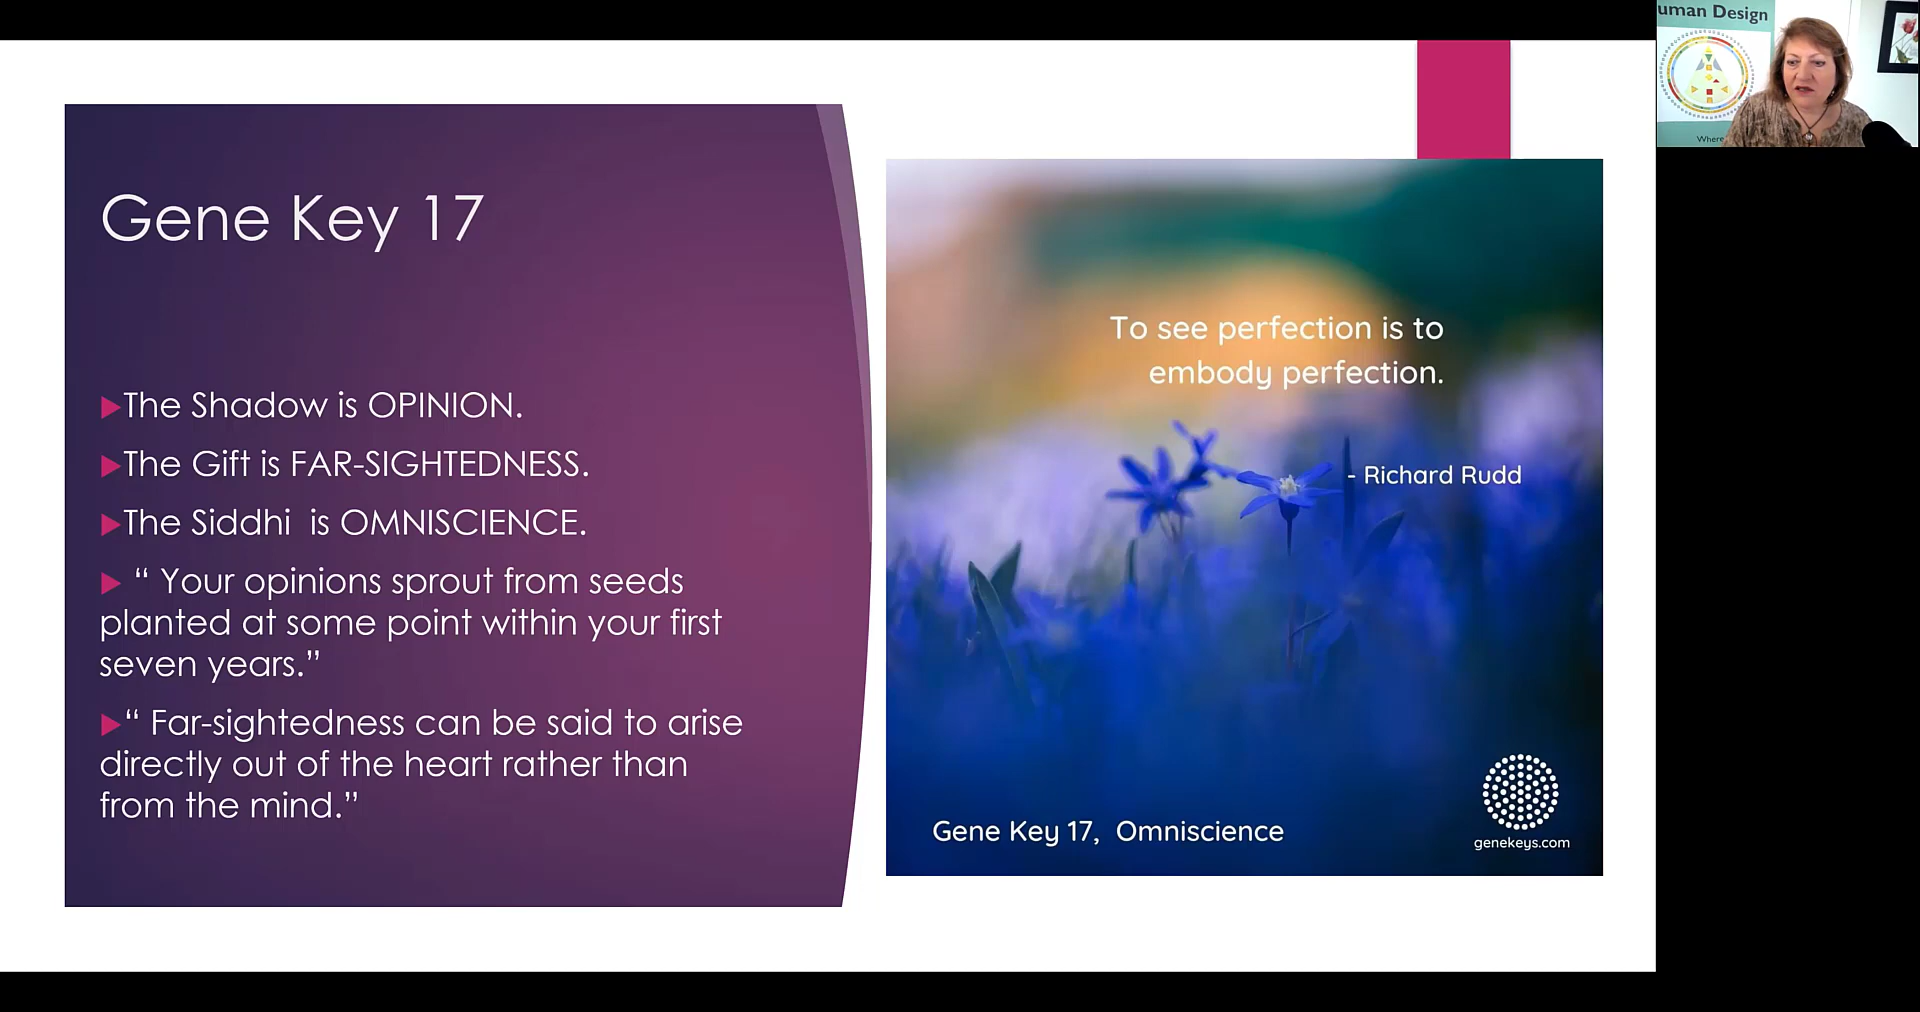 Gene Key 17
The Shadow is OPINION.
The Gift is FAR-SIGHTEDNESS.
The Siddhi  is OMNISCIENCE.
“ Your opinions sprout from seeds
planted at some point within your first
seven years.”
“ Far-sightedness can be said to arise
directly out of the heart rather than
from the mind.”
To see perfection is to
embody perfection.
- Richard Rudd
Gene Key 17,  Omniscience
genekeys.com
uman Design
Where